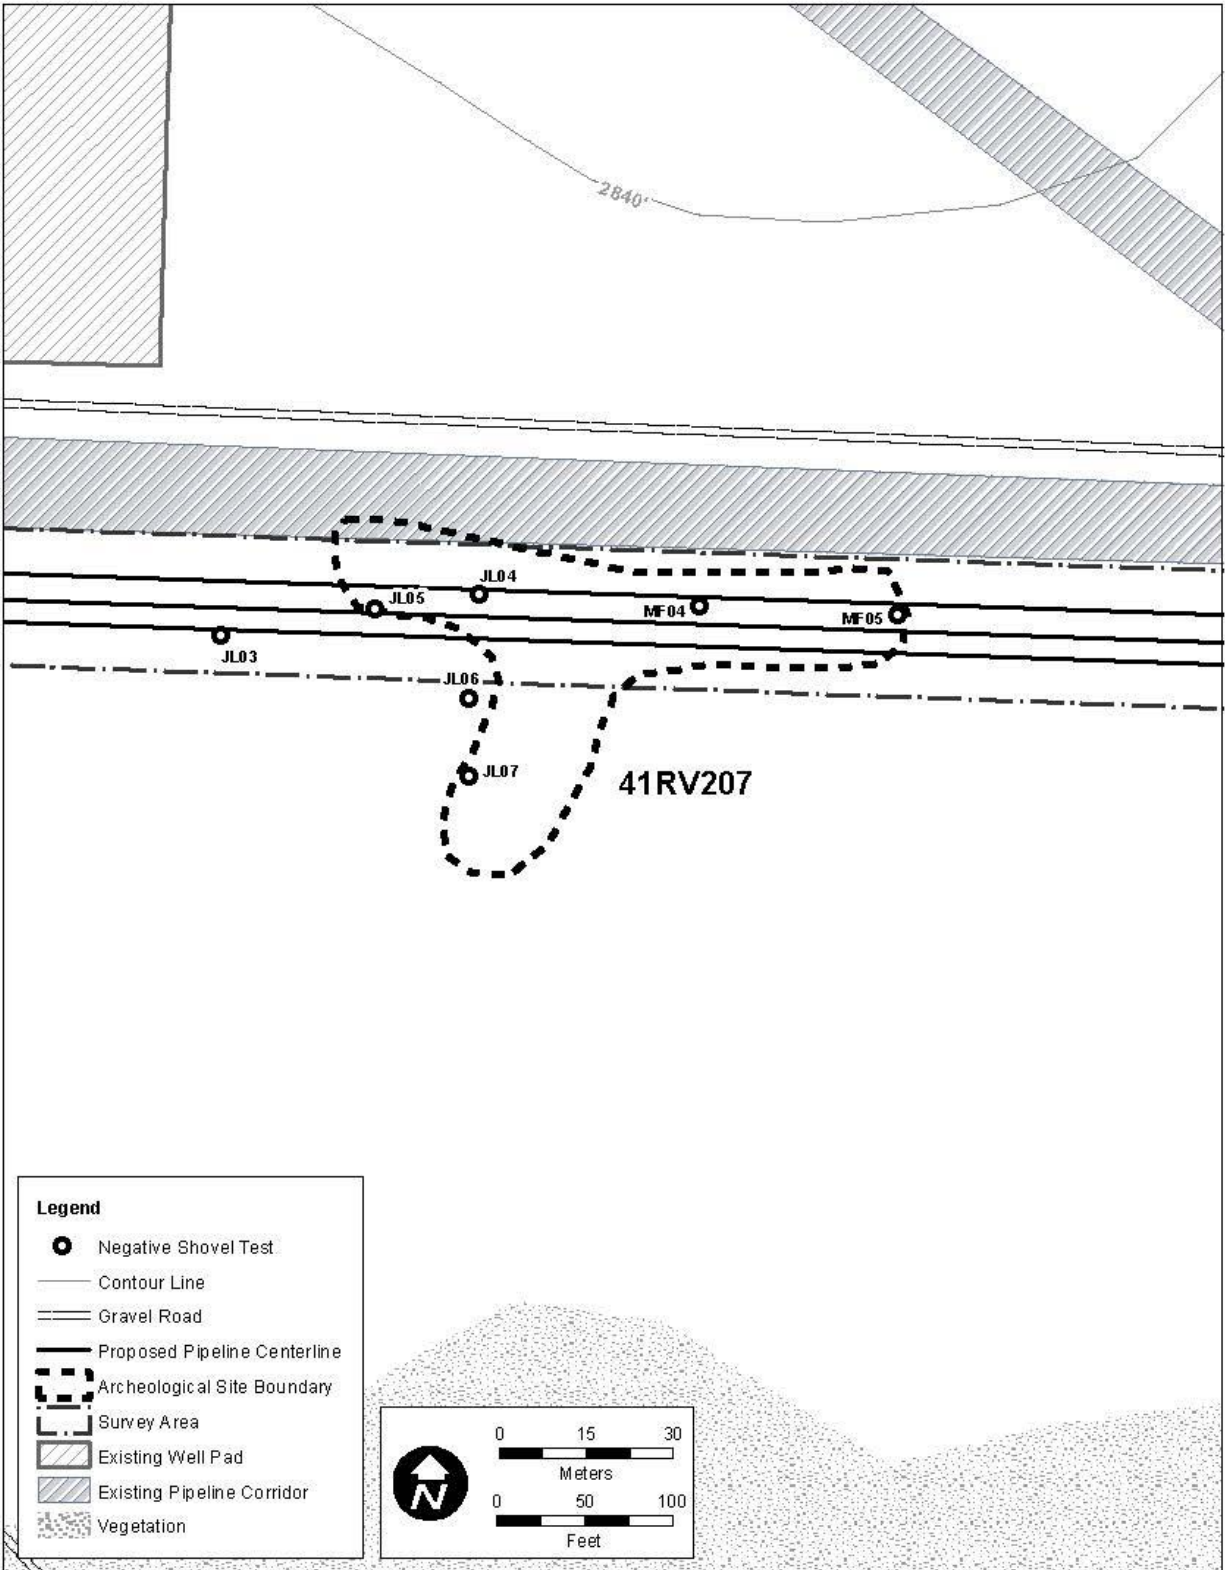 2840'
JL04
JL05
MF04
MF05
JL03
JL06
JL07
41RV207
Legend
Negative Shovel Test
Contour Line
Gravel Road
Proposed Pipeline Centerline
Archeological Site Boundary
Survey Area
Existing Well Pad
Existing Pipeline Corridor
Vegetation
N
0 15 30
Meters
0 50 100
Feet